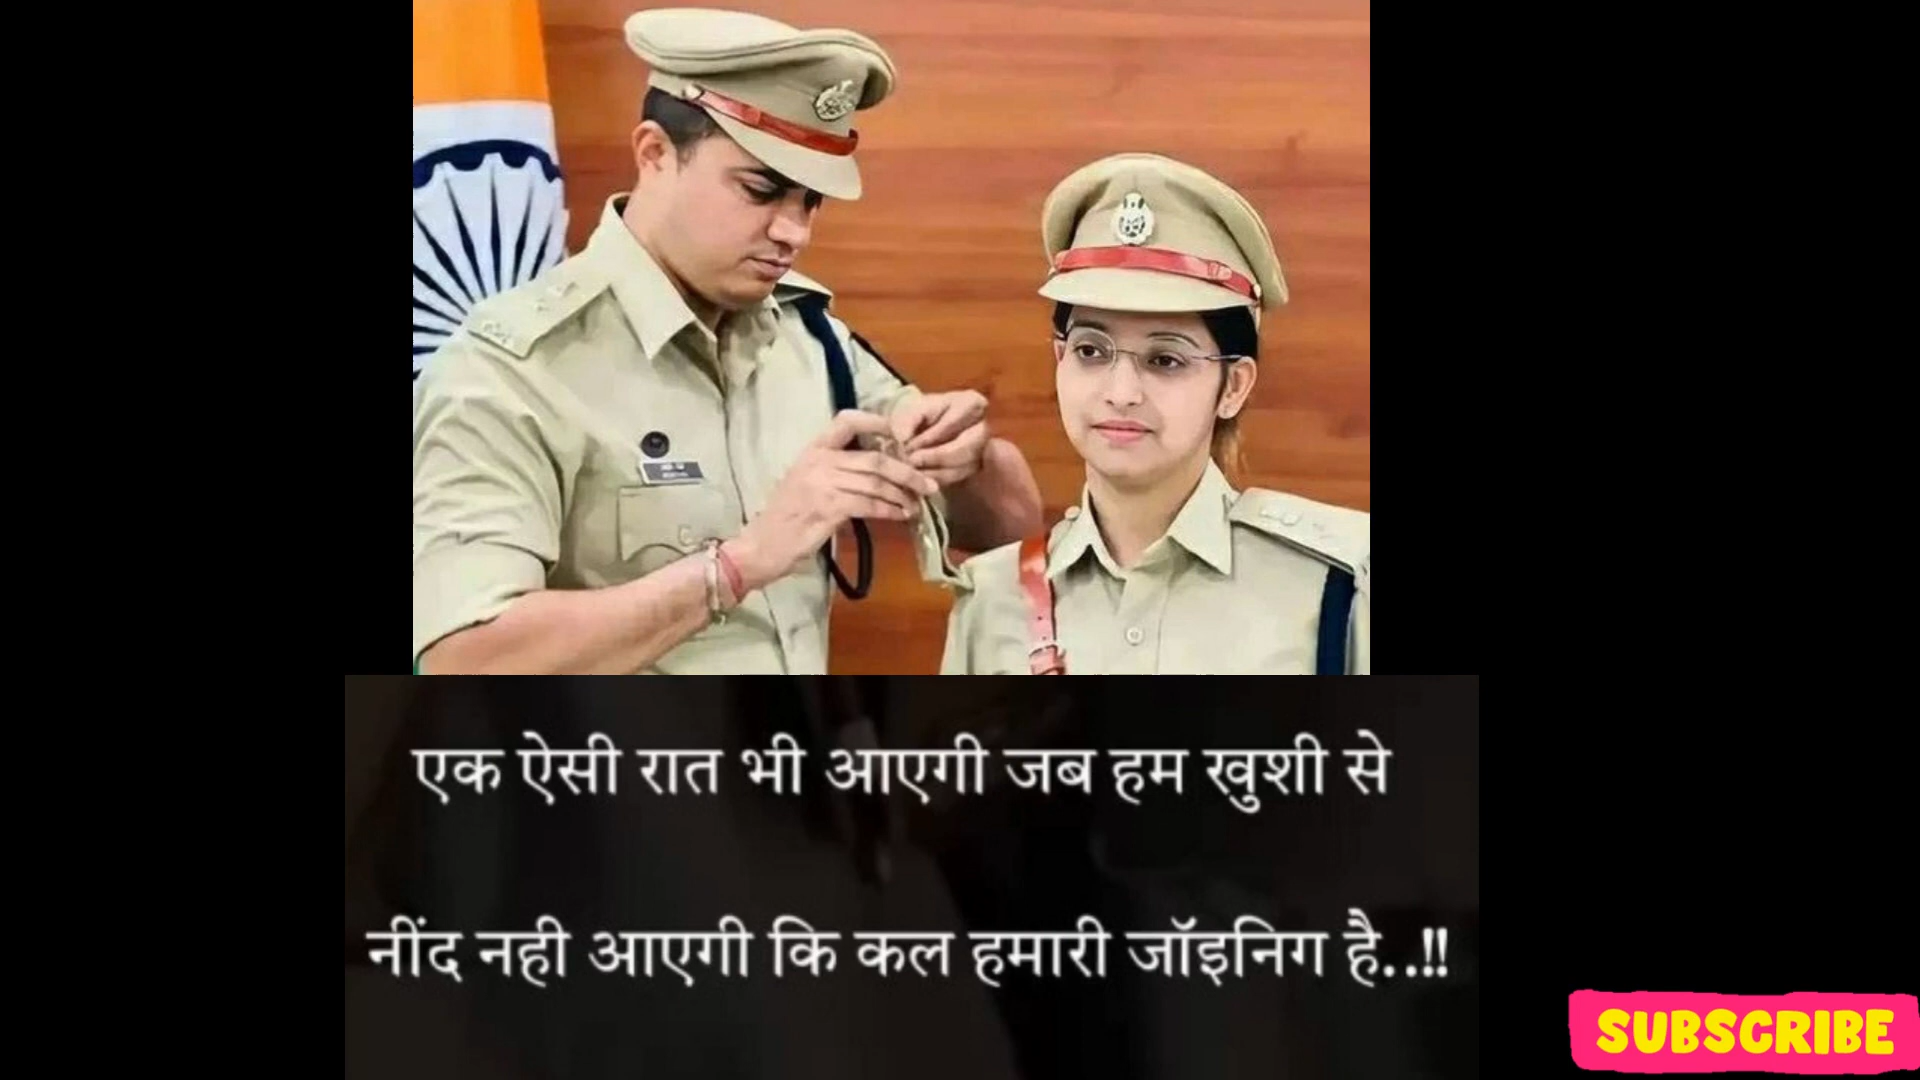 एक ऐसी रात भी आएगी जब हम खुशी से
नींद नही आएगी कि कल हमारी जॉइनिग है..!!
SUBSCRIBE